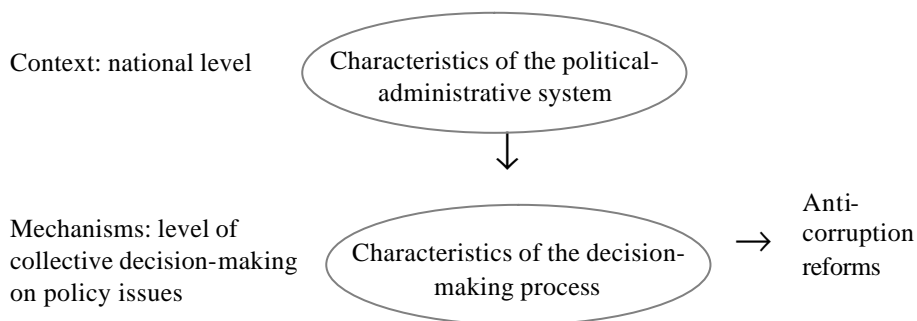 Context: national level
Characteristics of the political-
administrative system
Mechanisms: level of
collective decision-making
on policy issues
Characteristics of the decision-
making process
Anti-
corruption
reforms